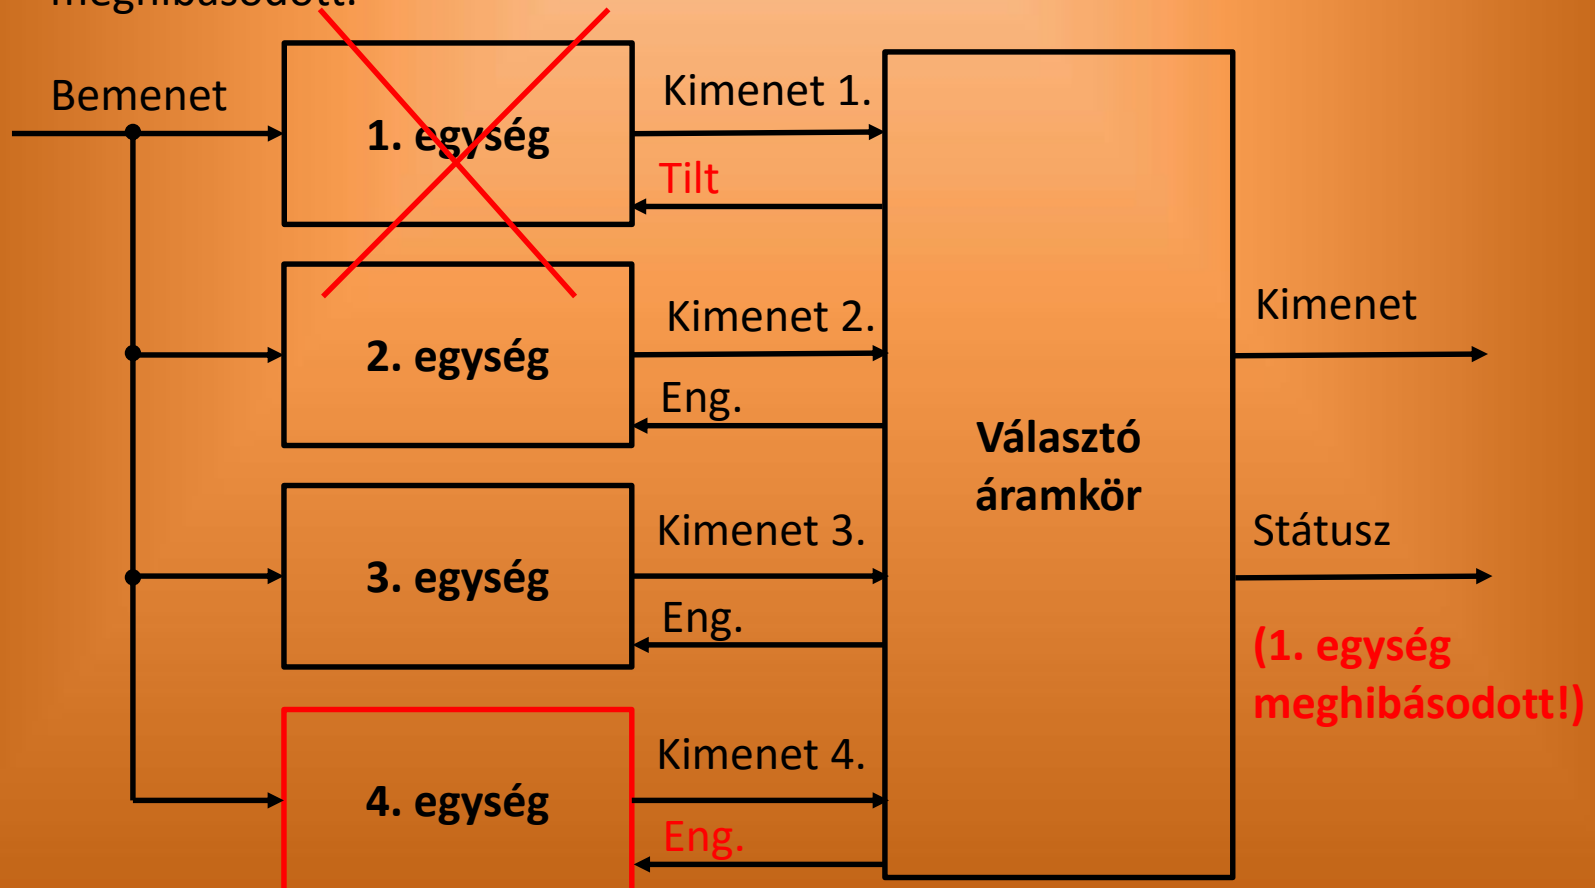 meghibásodott.
Bemenet
1. egység
Kimenet 1.
Tilt
2. egység
Kimenet 2.
Eng.
Kimenet
Választó
áramkör
3. egység
Kimenet 3.
Eng.
Státusz
(1. egység
meghibásodott!)
4. egység
Kimenet 4.
Eng.